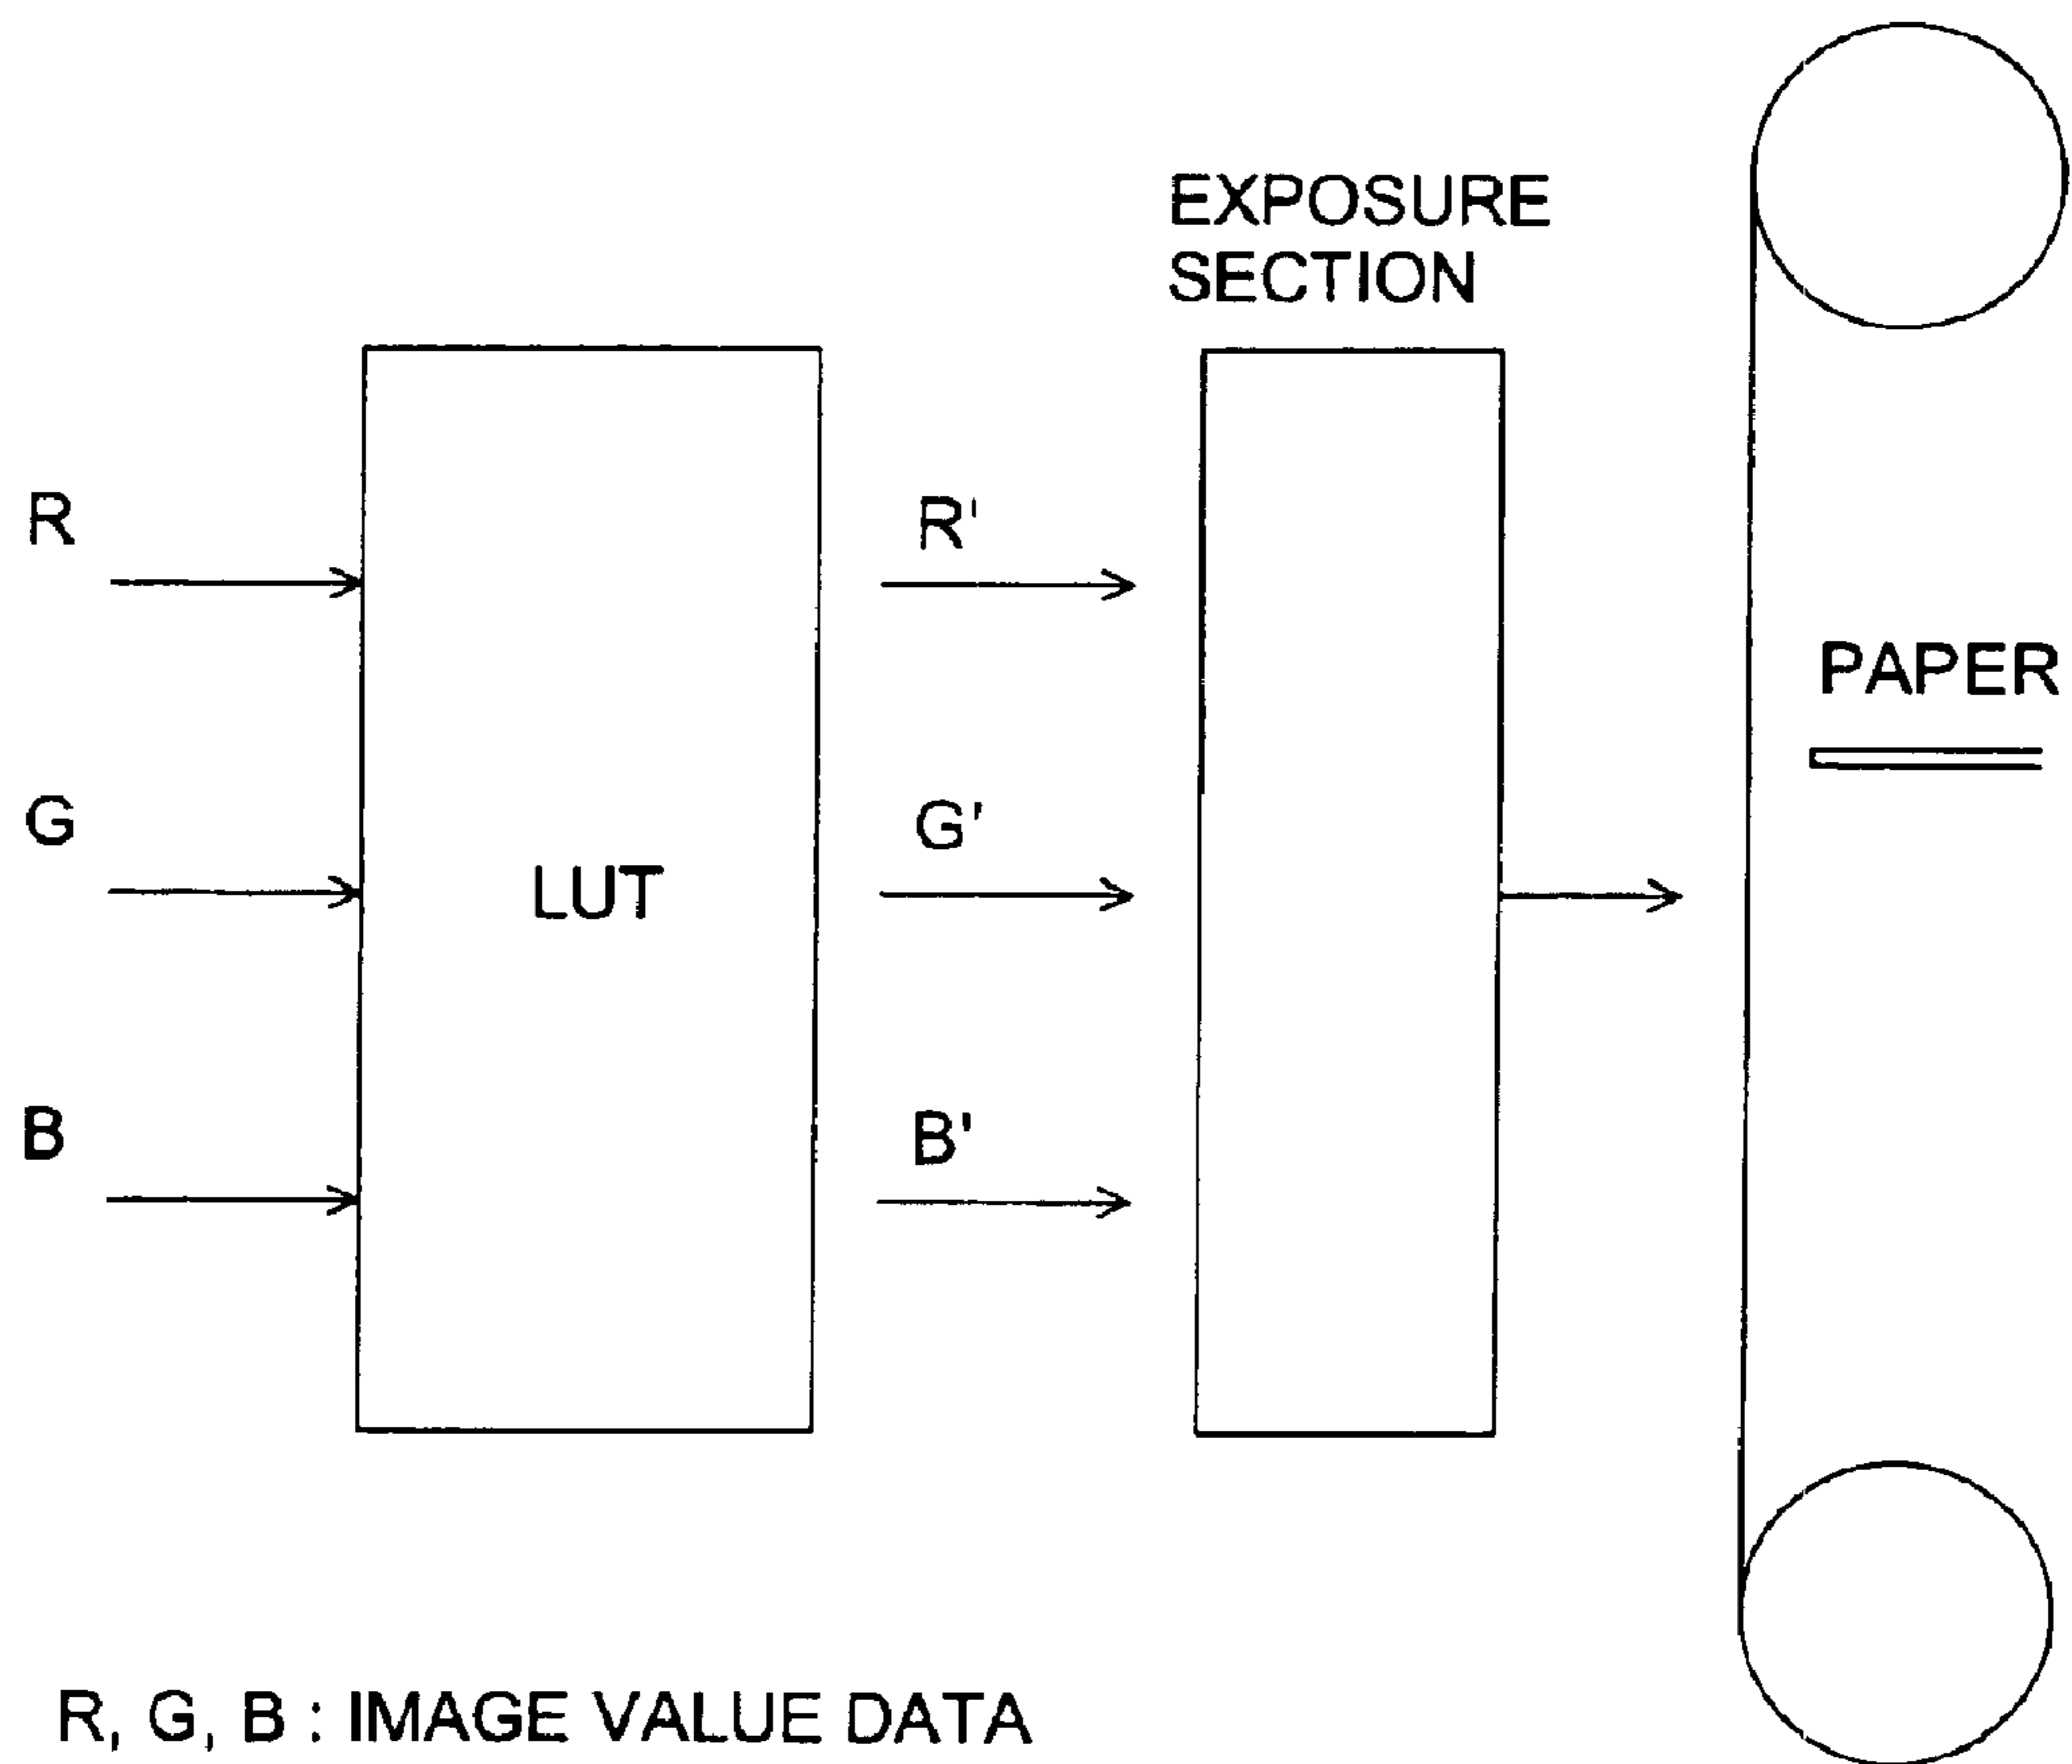 EXPOSURE
SECTION
R
R'
PAPER
G
G'
LUT
B
B'
R, G, B : IMAGE VALUE DATA